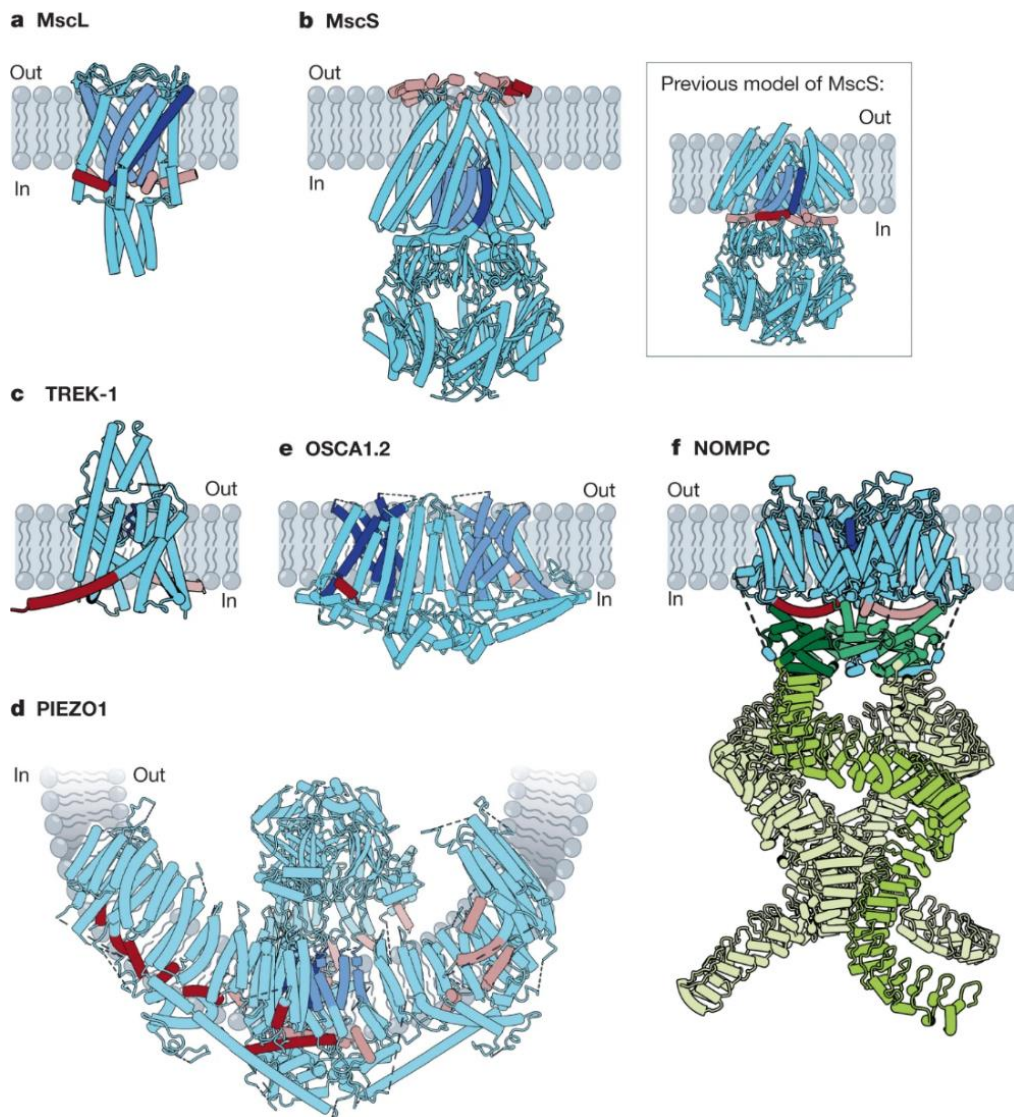 a MscL
b MscS
Out
In
Out
In
Previous model of MscS:
Out
In
c TREK-1
Out
In
e OSCA1.2
Out
In
f NOMPC
Out
In
d PIEZO1
In
Out